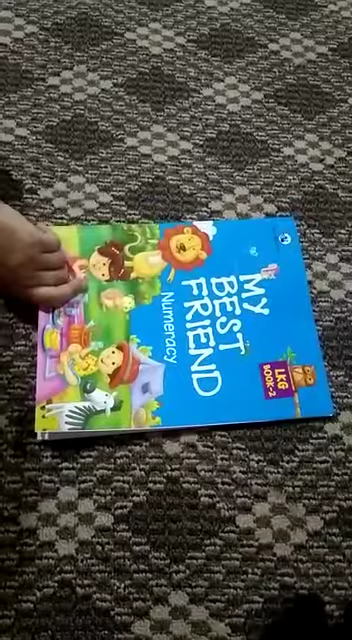 MY
BEST
FRIEND
Numeracy
LKG
BOOK-2